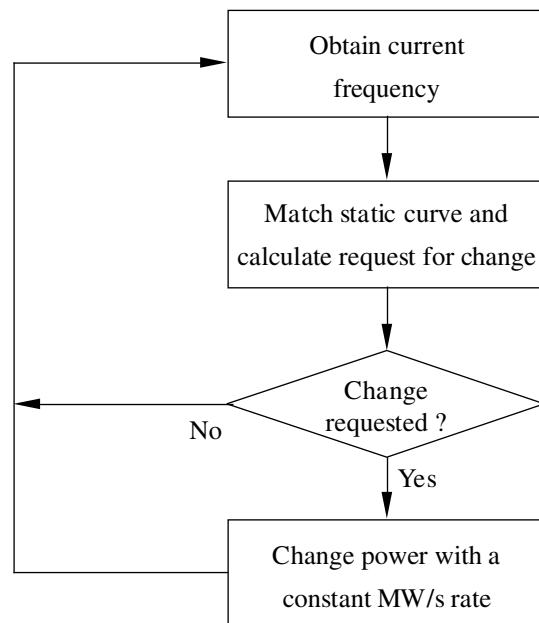 Obtain current
frequency
Match static curve and
calculate request for change
Change
requested ?
No
Yes
Change power with a
constant MW/s rate